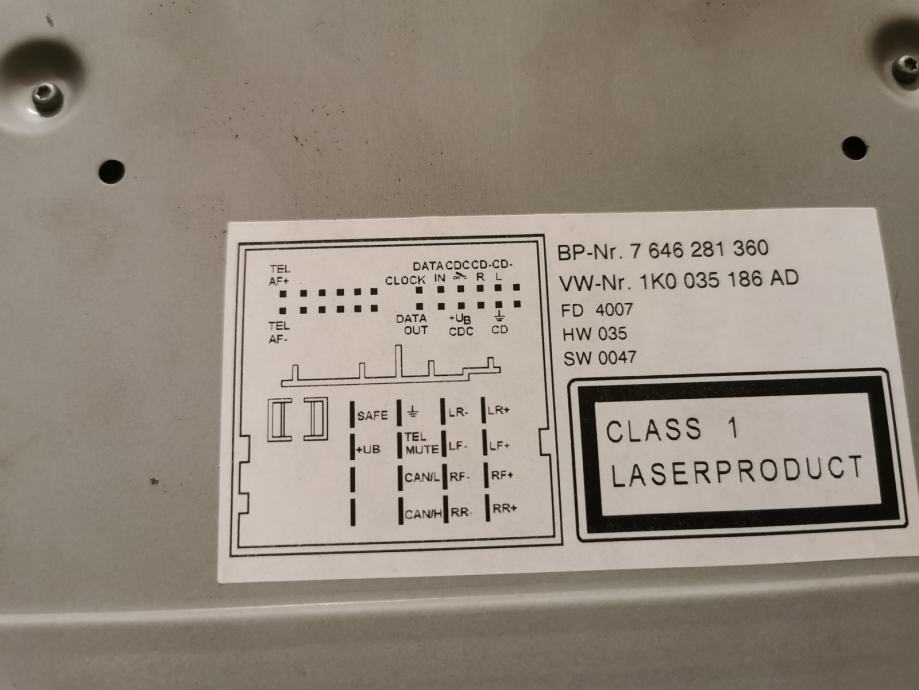 TEL
AF+
DATA CDC CD- CD-
CLOCK IN R L
TEL
AF-
DATA +UB
OUT CDC CD
SAFE LR- LR+
+UB TEL
MUTE LF- LF+
CAN/L RF- RF+
CAN/H RR- RR+
BP-Nr. 7 646 281 360
VW-Nr. 1K0 035 186 AD
FD 4007
HW 035
SW 0047
CLASS 1
LASERPRODUCT